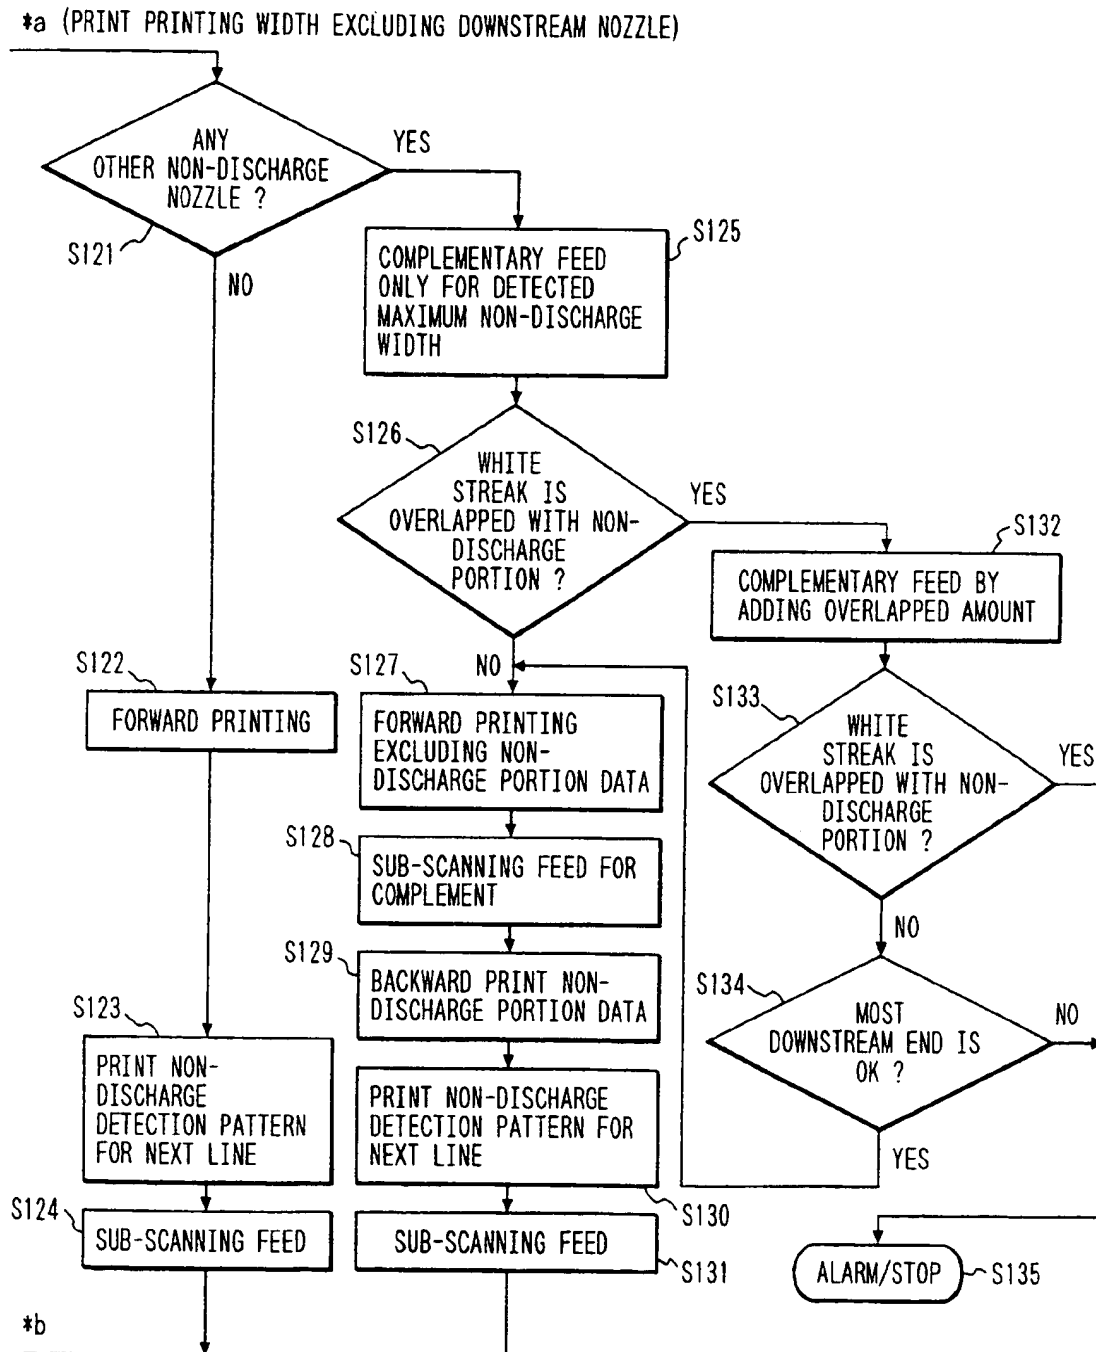 *a (PRINT PRINTING WIDTH EXCLUDING DOWNSTREAM NOZZLE)
ANY
OTHER NON-DISCHARGE
NOZZLE ?
YES
S121
NO
S125
COMPLEMENTARY FEED
ONLY FOR DETECTED
MAXIMUM NON-DISCHARGE
WIDTH
S126
WHITE
STREAK IS
OVERLAPPED WITH NON-
DISCHARGE
PORTION ?
YES
NO
S132
COMPLEMENTARY FEED BY
ADDING OVERLAPPED AMOUNT
S122
FORWARD PRINTING
S127
FORWARD PRINTING
EXCLUDING NON-
DISCHARGE PORTION DATA
S133
WHITE
STREAK IS
OVERLAPPED WITH NON-
DISCHARGE
PORTION ?
YES
NO
S128
SUB-SCANNING FEED FOR
COMPLEMENT
S129
BACKWARD PRINT NON-
DISCHARGE PORTION DATA
S134
MOST
DOWNSTREAM END IS
OK ?
NO
YES
S123
PRINT NON-
DISCHARGE
DETECTION PATTERN
FOR NEXT LINE
PRINT NON-DISCHARGE
DETECTION PATTERN FOR
NEXT LINE
S130
S124
SUB-SCANNING FEED
SUB-SCANNING FEED
S131
ALARM/STOP
S135
*b